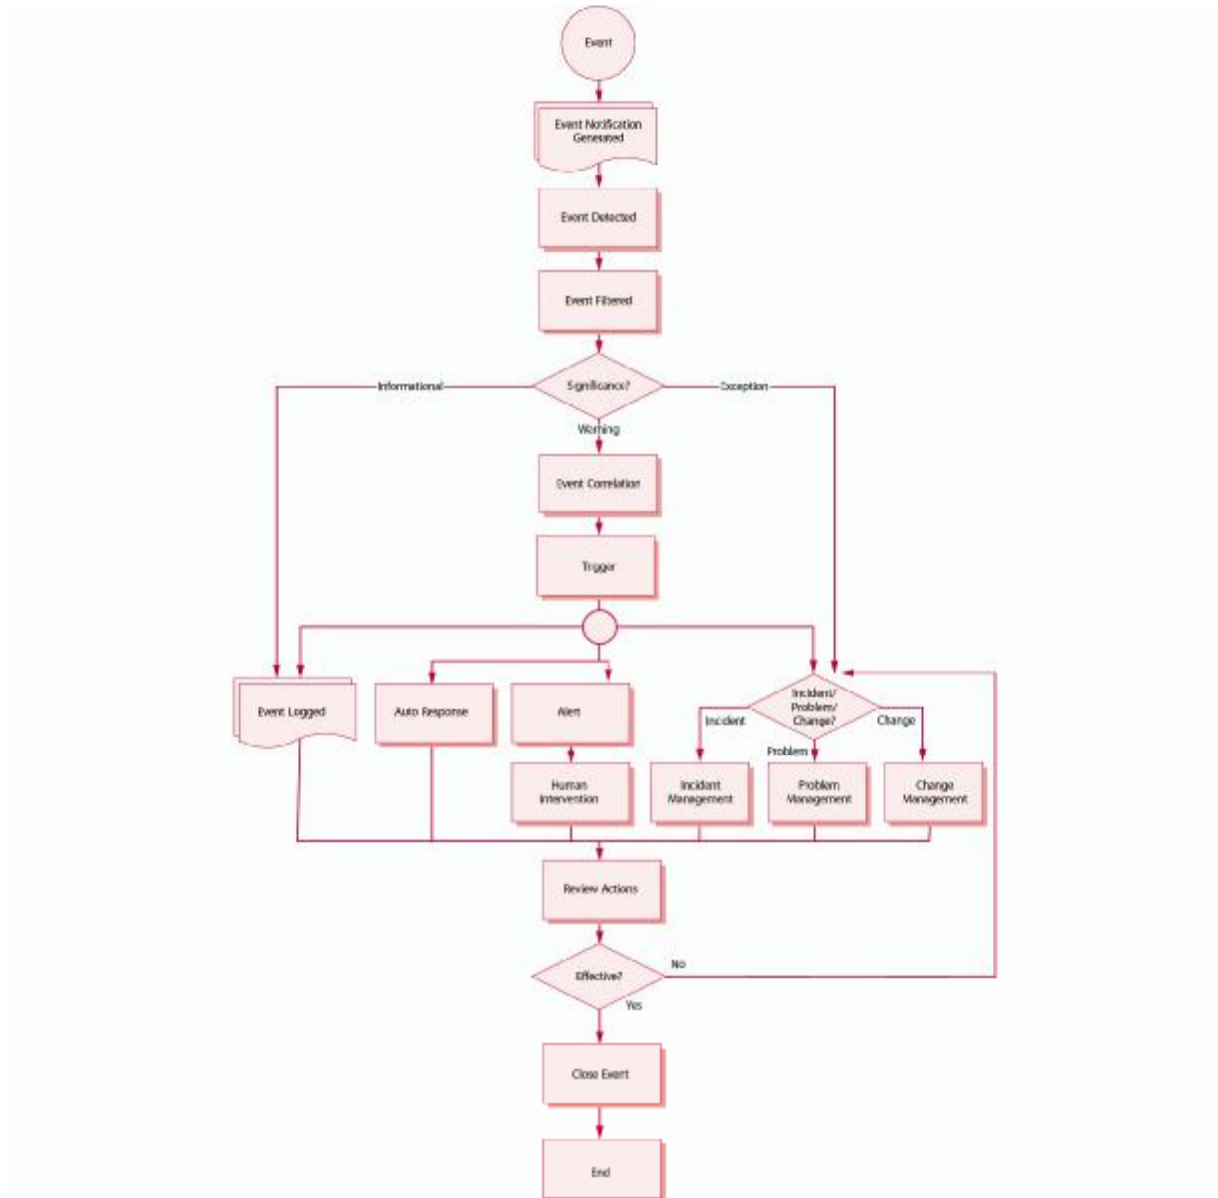 Event
Event Notification
Generated
Event Detected
Event Filtered
Informational
Significance?
Exception
Warning
Event Correlation
Trigger
Event Logged
Auto Response
Alert
Incident/
Problem/
Change?
Incident
Change
Problem
Human
Intervention
Incident
Management
Problem
Management
Change
Management
Review Actions
Effective?
No
Yes
Close Event
End